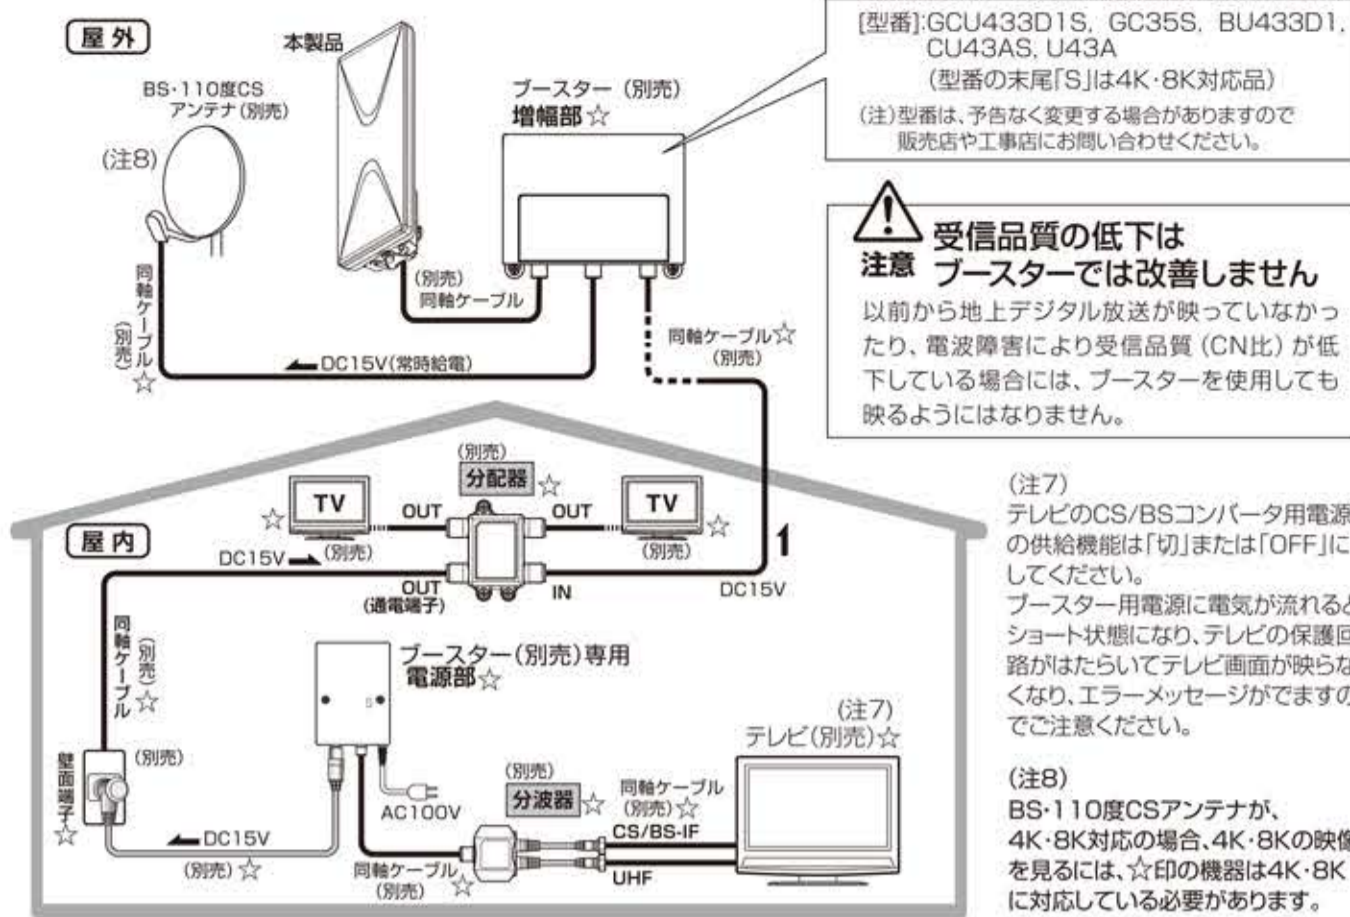 屋外
本製品
BS・110度CS
アンテナ(別売)
(注8)
ブースター(別売)
増幅部☆
[型番]:GCU433D1S, GC35S, BU433D1,
CU43AS, U43A
(型番の末尾「S」は4K・8K対応品)
(注)型番は、予告なく変更する場合がありますので
販売店や工事店にお問い合わせください。
同軸ケーブル☆
(別売)
(別売)
同軸ケーブル
DC15V(常時給電)
同軸ケーブル☆
(別売)
注意
受信品質の低下は
ブースターでは改善しません
以前から地上デジタル放送が映っていなかっ
たり、電波障害により受信品質(CN比)が低
下している場合には、ブースターを使用しても
映るようにはなりません。
屋内
(別売)
分配器☆
TV
☆
(別売)
OUT
OUT
TV
☆
(別売)
DC15V
OUT
(通電端子)
IN
DC15V
同軸ケーブル
(別売)☆
ブースター(別売)専用
電源部☆
壁面端子☆
(別売)
AC100V
DC15V
(別売)☆
同軸ケーブル
(別売)☆
(別売)
分波器☆
同軸ケーブル
(別売)☆
CS/BS-IF
UHF
(注7)
テレビ(別売)☆
(注7)
テレビのCS/BSコンバータ用電源
の供給機能は「切」または「OFF」に
してください。
ブースター用電源に電気が流れると
ショート状態になり、テレビの保護回
路がはたらいてテレビ画面が映らな
くなり、エラーメッセージがでますの
でご注意ください。
(注8)
BS・110度CSアンテナが、
4K・8K対応の場合、4K・8Kの映像
を見るには、☆印の機器は4K・8K
に対応している必要があります。